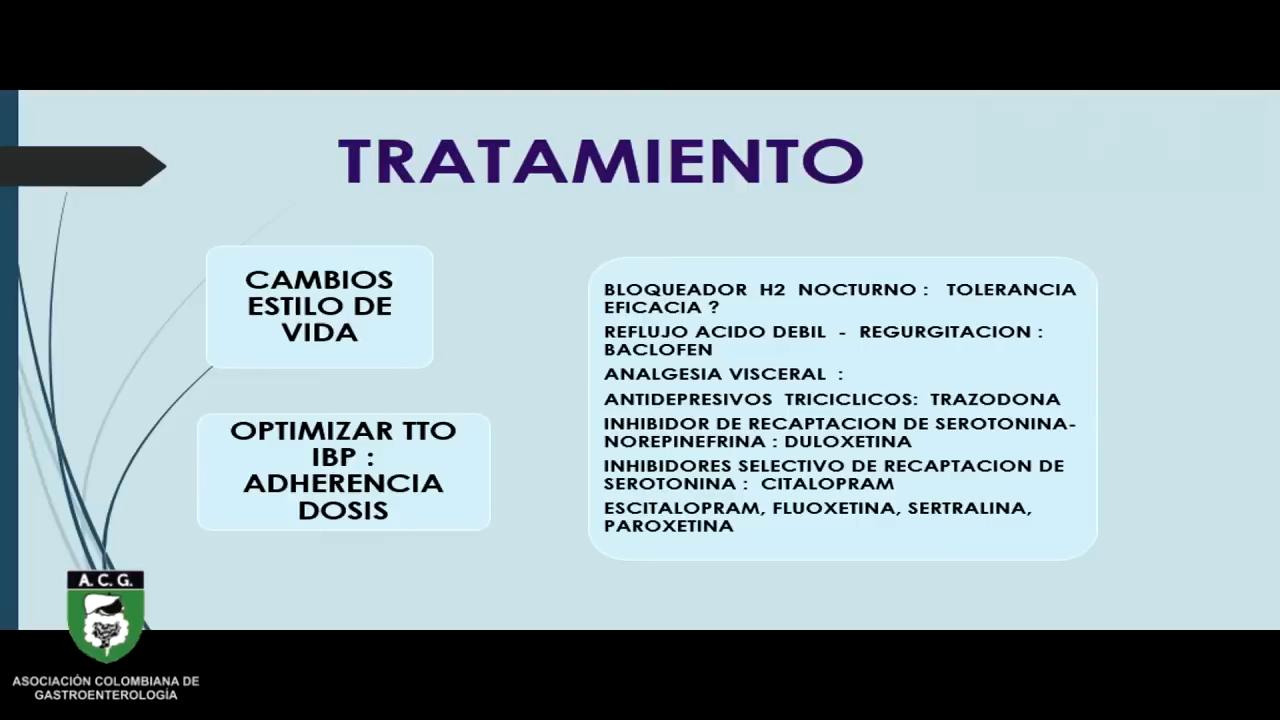 TRATAMIENTO
CAMBIOS
ESTILO DE
VIDA
OPTIMIZAR TTO
IBP :
ADHERENCIA
DOSIS
BLOQUEADOR H2 NOCTURNO : TOLERANCIA
EFICACIA ?
REFLUJO ACIDO DEBIL - REGURGITACION :
BACLOFEN
ANALGESIA VISCERAL :
ANTIDEPRESIVOS TRICICLICOS: TRAZODONA
INHIBIDOR DE RECAPTACION DE SEROTONINA-
NOREPINEFRINA : DULOXETINA
INHIBIDORES SELECTIVO DE RECAPTACION DE
SEROTONINA : CITALOPRAM
ESCITALOPRAM, FLUOXETINA, SERTRALINA,
PAROXETINA
A. C. G.
ASOCIACIÓN COLOMBIANA DE
GASTROENTEROLOGÍA